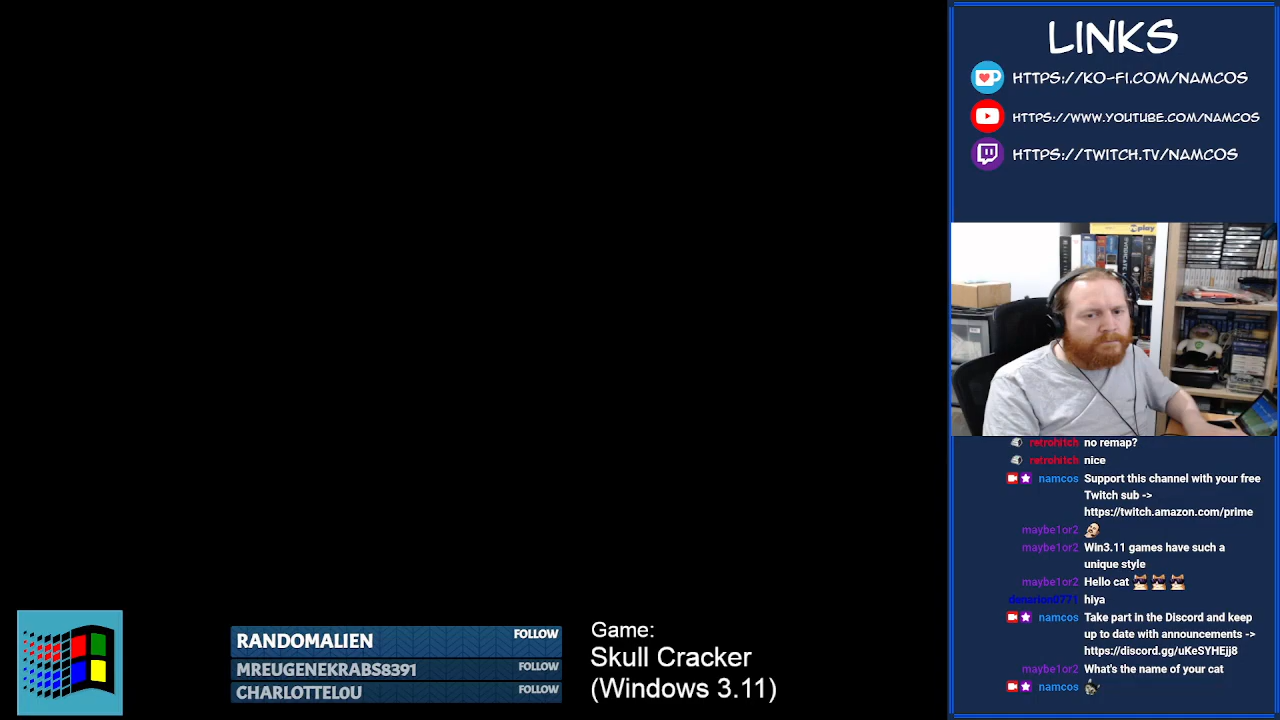 LINKS
HTTPS://KO-FI.COM/NAMCOS
HTTPS://WWW.YOUTUBE.COM/NAMCOS
HTTPS://TWITCH.TV/NAMCOS
play
retrohitch no remap?
retrohitch nice
namcos Support this channel with your free
Twitch sub ->
https://twitch.amazon.com/prime
maybe1or2
maybe1or2 Win3.11 games have such a
unique style
maybe1or2 Hello cat
hiya
namcos Take part in the Discord and keep
up to date with announcements ->
https://discord.gg/uKeSYHEjj8
maybe1or2 What's the name of your cat
namcos
RANDOMALIEN FOLLOW
MREUGENEKRABS8391 FOLLOW
CHARLOTTELOU FOLLOW
Game:
Skull Cracker
(Windows 3.11)